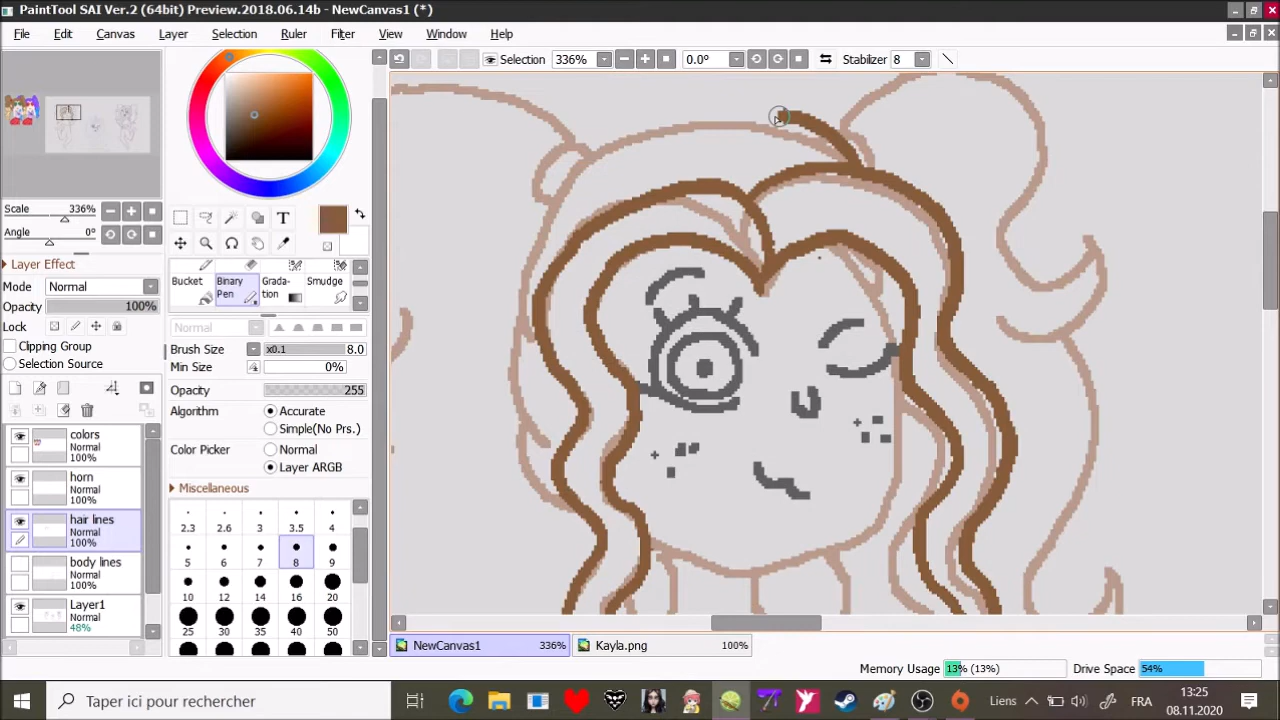 PaintTool SAI Ver.2 (64bit) Preview.2018.06.14b - NewCanvas1 (*)
File Edit Canvas Layer Selection Ruler Filter View Window Help
Selection 336% 0.0° Stabilizer 8
Scale 336%
Angle 0°
Layer Effect
Mode Normal
Opacity 100%
Lock
Clipping Group
Selection Source
colors
Normal
100%
horn
Normal
100%
hair lines
Normal
100%
body lines
Normal
100%
Layer1
Normal
48%
T
Bucket Binary Pen Grada-tion Smudge
Normal
Brush Size x0.1 8.0
Min Size 0%
Opacity 255
Algorithm Accurate
Simple(No Prs.)
Color Picker Normal
Layer ARGB
Miscellaneous
2.3 2.6 3 3.5 4
5 6 7 8 9
10 12 14 16 20
25 30 35 40 50
NewCanvas1 336% Kayla.png 100%
Memory Usage 13% (13%) Drive Space 54%
Taper ici pour rechercher
Liens FRA 13:25
08.11.2020